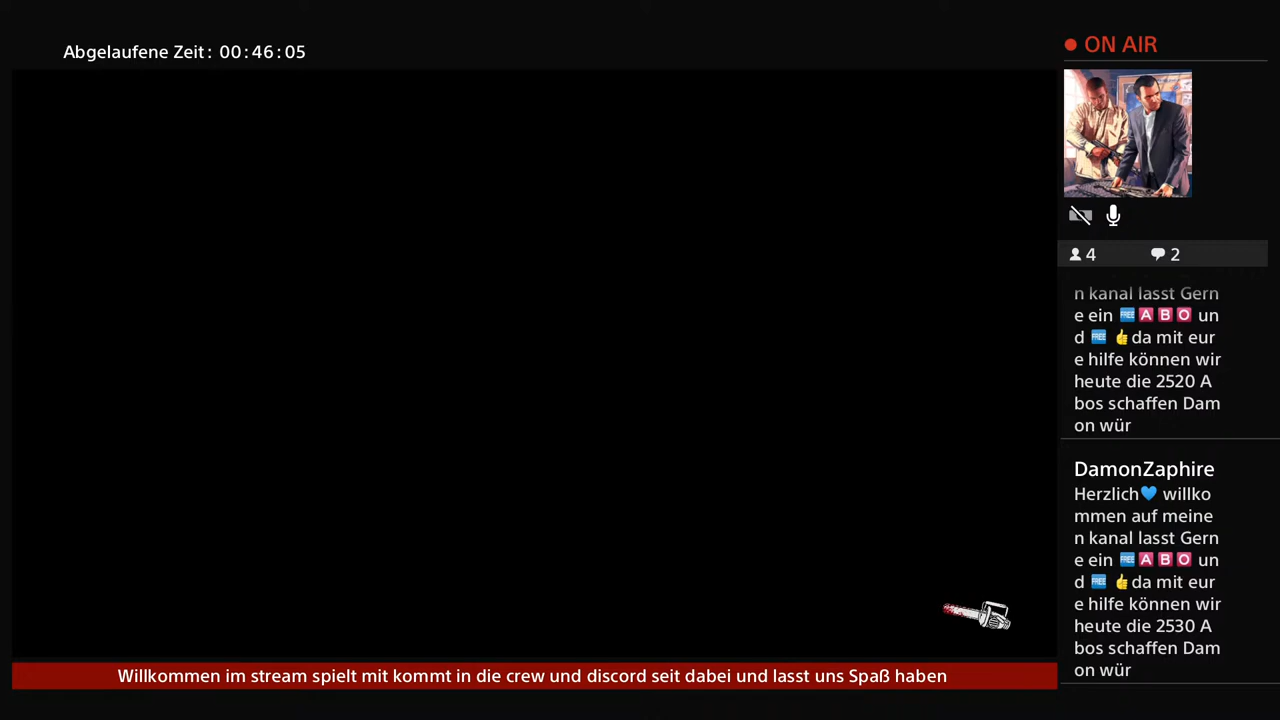 Abgelaufene Zeit: 00:46:05
ON AIR
4 2
n kanal lasst Gern
e ein 🆓🅰🅱🅾 un
d 🆓 👍da mit eur
e hilfe können wir
heute die 2520 A
bos schaffen Dam
on wür
DamonZaphire
Herzlich💙 willko
mmen auf meine
n kanal lasst Gern
e ein 🆓🅰🅱🅾 un
d 🆓 👍da mit eur
e hilfe können wir
heute die 2530 A
bos schaffen Dam
on wür
Willkommen im stream spielt mit kommt in die crew und discord seit dabei und lasst uns Spaß haben